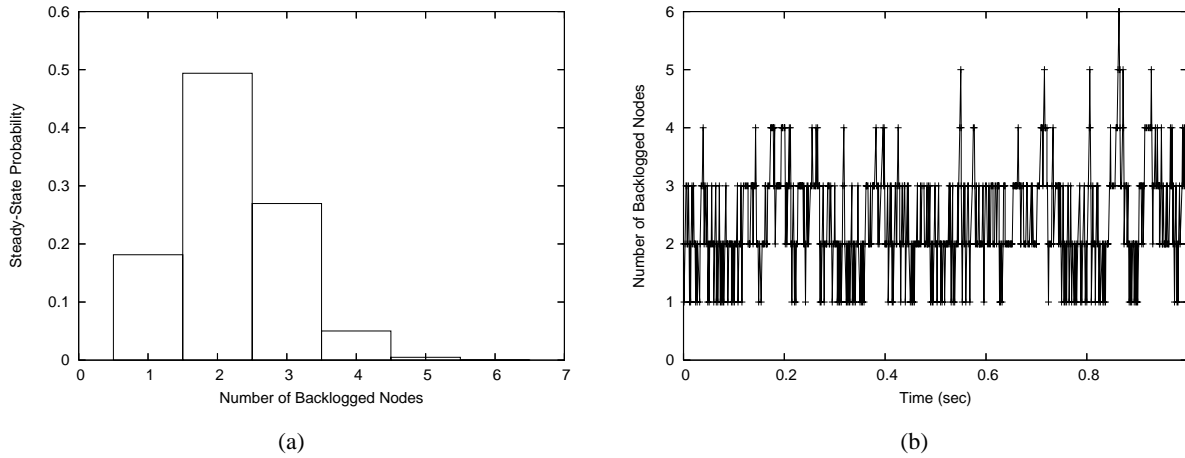 0.6
0.5
0.4
0.3
0.2
0.1
0
Steady-State Probability
0 1 2 3 4 5 6 7
Number of Backlogged Nodes
(a)
6
5
4
3
2
1
0
Number of Backlogged Nodes
0 0.2 0.4 0.6 0.8 1
Time (sec)
(b)